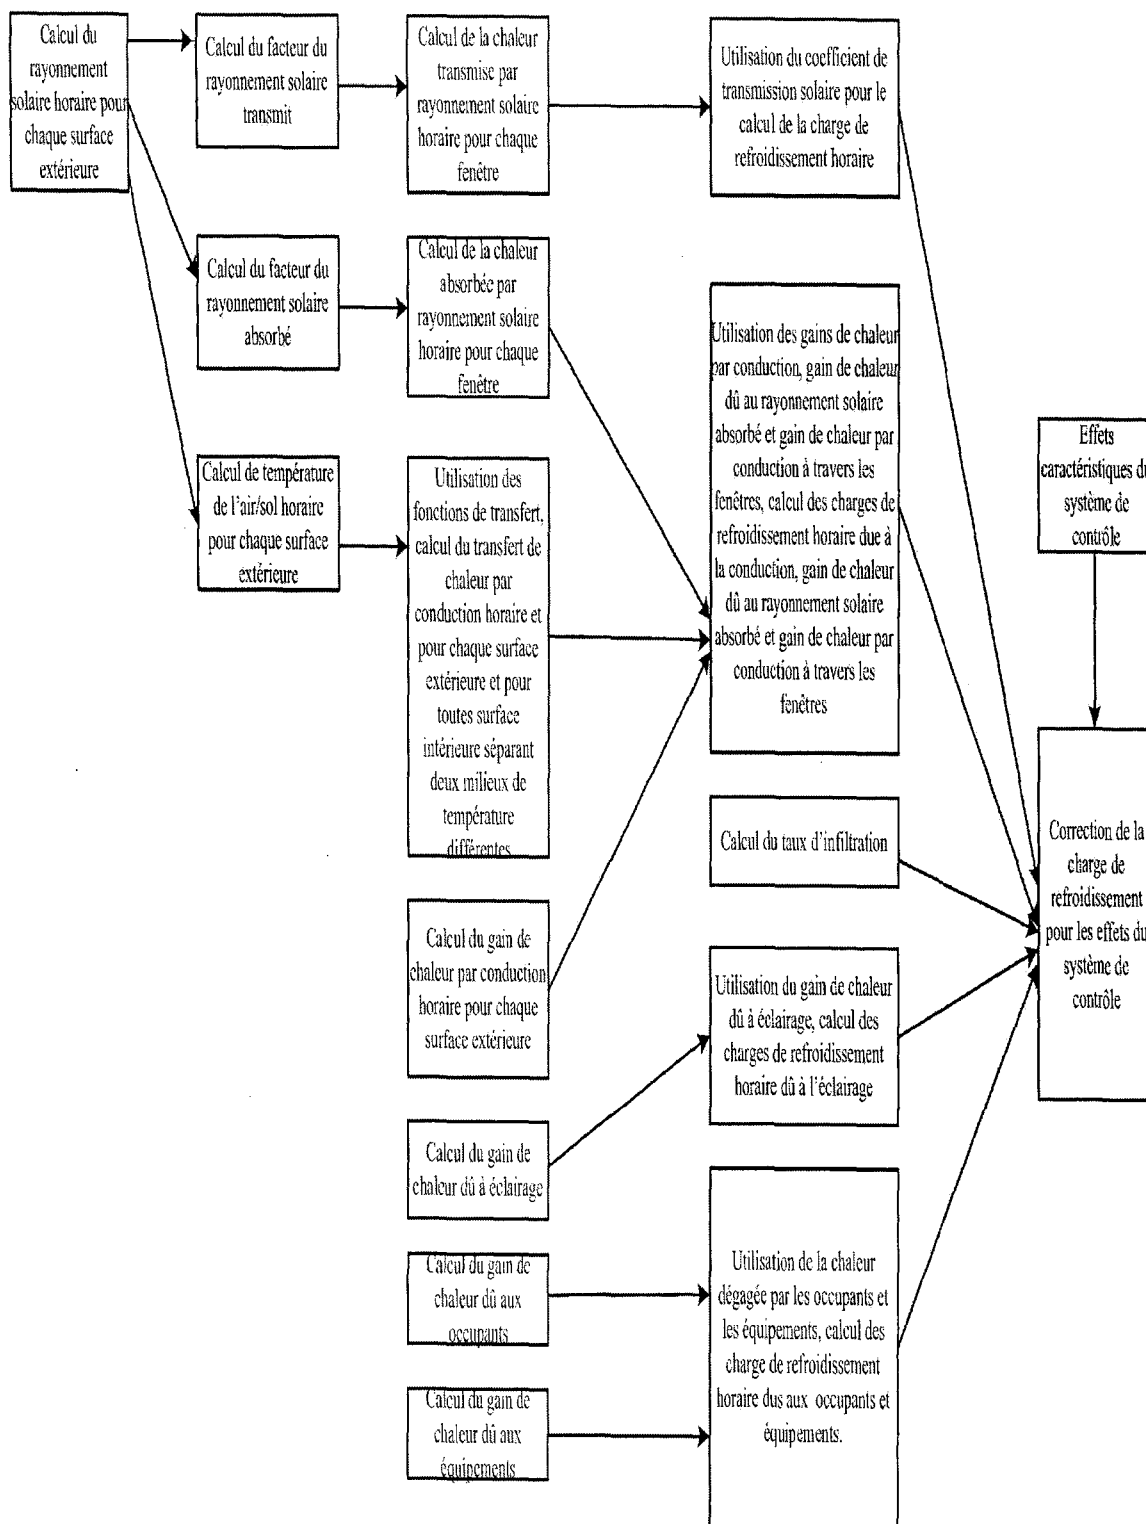 Calcul du
rayonnement
solaire horaire pour
chaque surface
extérieure
Calcul du facteur du
rayonnement solaire
transmit
Calcul de la chaleur
transmise par
rayonnement solaire
horaire pour chaque
fenêtre
Utilisation du coefficient de
transmission solaire pour le
calcul de la charge de
refroidissement horaire
Calcul du facteur du
rayonnement solaire
absorbé
Calcul de la chaleur
absorbée par
rayonnement solaire
horaire pour chaque
fenêtre
Utilisation des gains de chaleur
par conduction, gain de chaleur
dû au rayonnement solaire
absorbé et gain de chaleur par
conduction à travers les
fenêtres, calcul des charges de
refroidissement horaire due à
la conduction, gain de chaleur
dû au rayonnement solaire
absorbé et gain de chaleur par
conduction à travers les
fenêtres
Effets
caractéristiques du
système de
contrôle
Calcul de température
de l'air/sol horaire
pour chaque surface
extérieure
Utilisation des
fonctions de transfért,
calcul du transfert de
chaleur par
conduction horaire et
pour chaque surface
extérieure et pour
toutes surface
intérieure séparant
deux milieux de
température
différentes
Calcul du taux d'infiltration
Correction de la
charge de
refroidissement
pour les effets du
système de
contrôle
Calcul du gain de
chaleur par conduction
horaire pour chaque
surface extérieure
Utilisation du gain de chaleur
dû à éclairage, calcul des
charges de refroidissement
horaire dû à l'éclairage
Calcul du gain de
chaleur dû à éclairage
Calcul du gain de
chaleur dû aux
occupants
Utilisation de la chaleur
dégagée par les occupants et
les équipements, calcul des
charge de refroidissement
horaire dus aux occupants et
équipements.
Calcul du gain de
chaleur dû aux
équipements